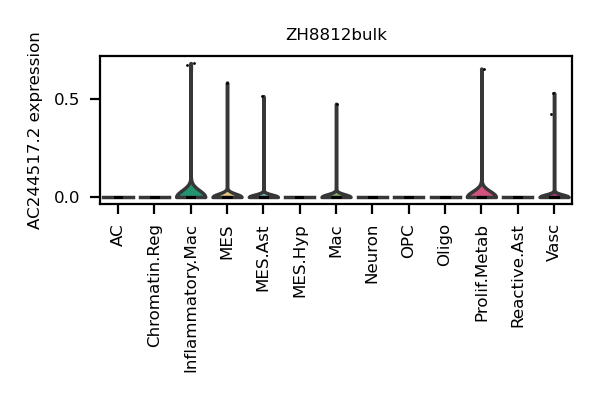 ZH8812bulk
AC244517.2 expression
0.5
0.0
AC
Chromatin.Reg
Inflammatory.Mac
MES
MES.Ast
MES.Hyp
Mac
Neuron
OPC
Oligo
Prolif.Metab
Reactive.Ast
Vasc